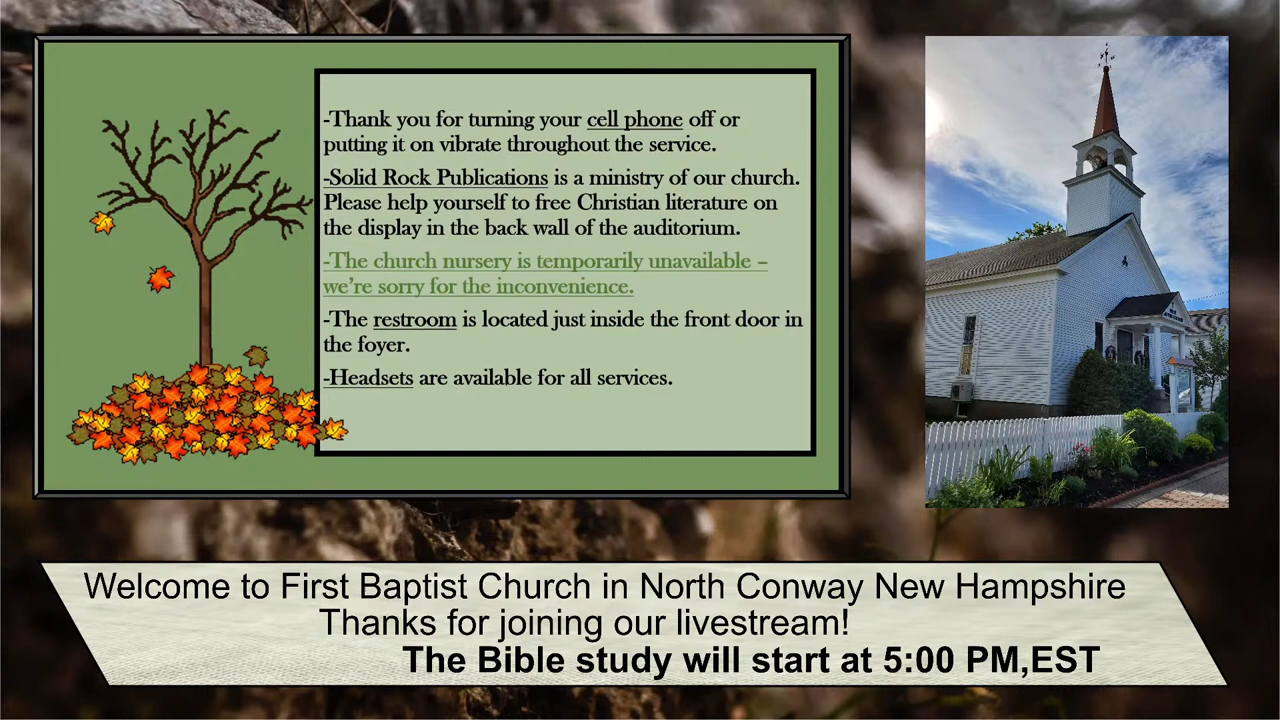 -Thank you for turning your cell phone off or
putting it on vibrate throughout the service.
-Solid Rock Publications is a ministry of our church.
Please help yourself to free Christian literature on
the display in the back wall of the auditorium.
-The church nursery is temporarily unavailable –
we're sorry for the inconvenience.
-The restroom is located just inside the front door in
the foyer.
-Headsets are available for all services.
Welcome to First Baptist Church in North Conway New Hampshire
Thanks for joining our livestream!
The Bible study will start at 5:00 PM,EST